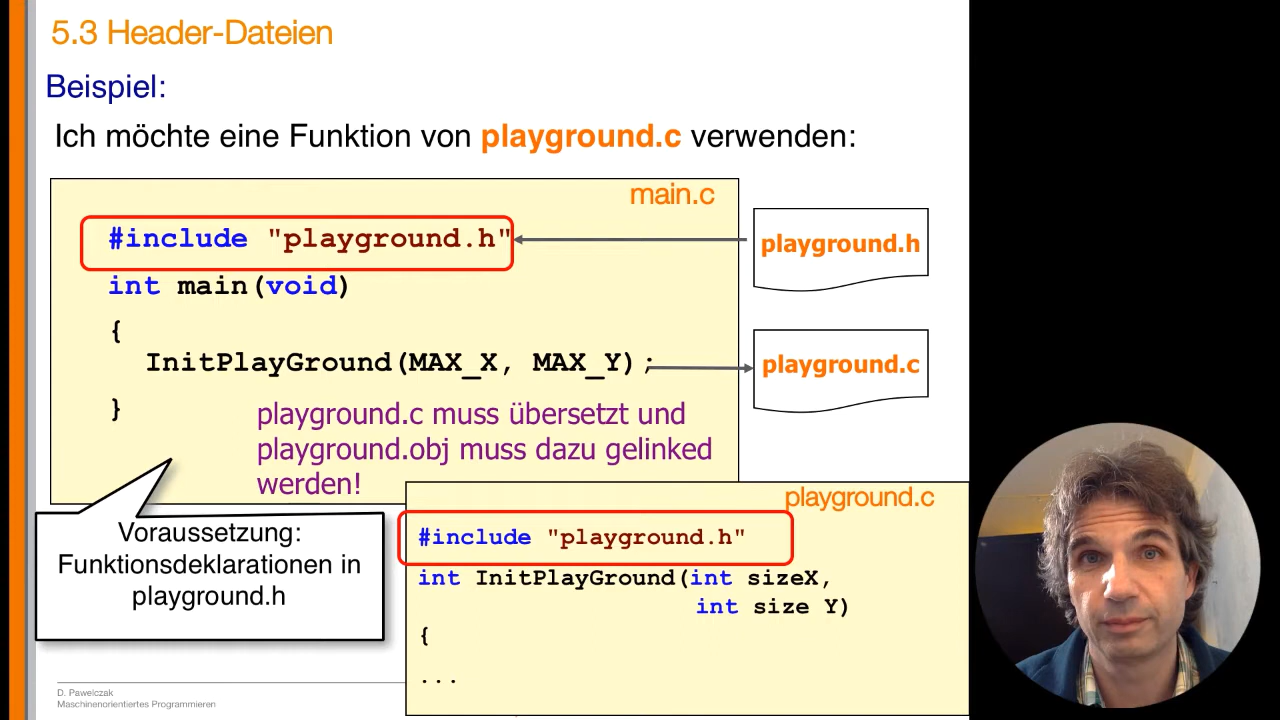 5.3 Header-Dateien
Beispiel:
Ich möchte eine Funktion von playground.c verwenden:
main.c
#include "playground.h"
playground.h
int main(void)
{
InitPlayGround(MAX_X, MAX_Y);
playground.c
}
playground.c muss übersetzt und
playground.obj muss dazu gelinked
werden!
Voraussetzung:
Funktionsdeklarationen in
playground.h
playground.c
#include "playground.h"
int InitPlayGround(int sizeX,
int size Y)
{
...
D. Pawelczak
Maschinenorientiertes Programmieren